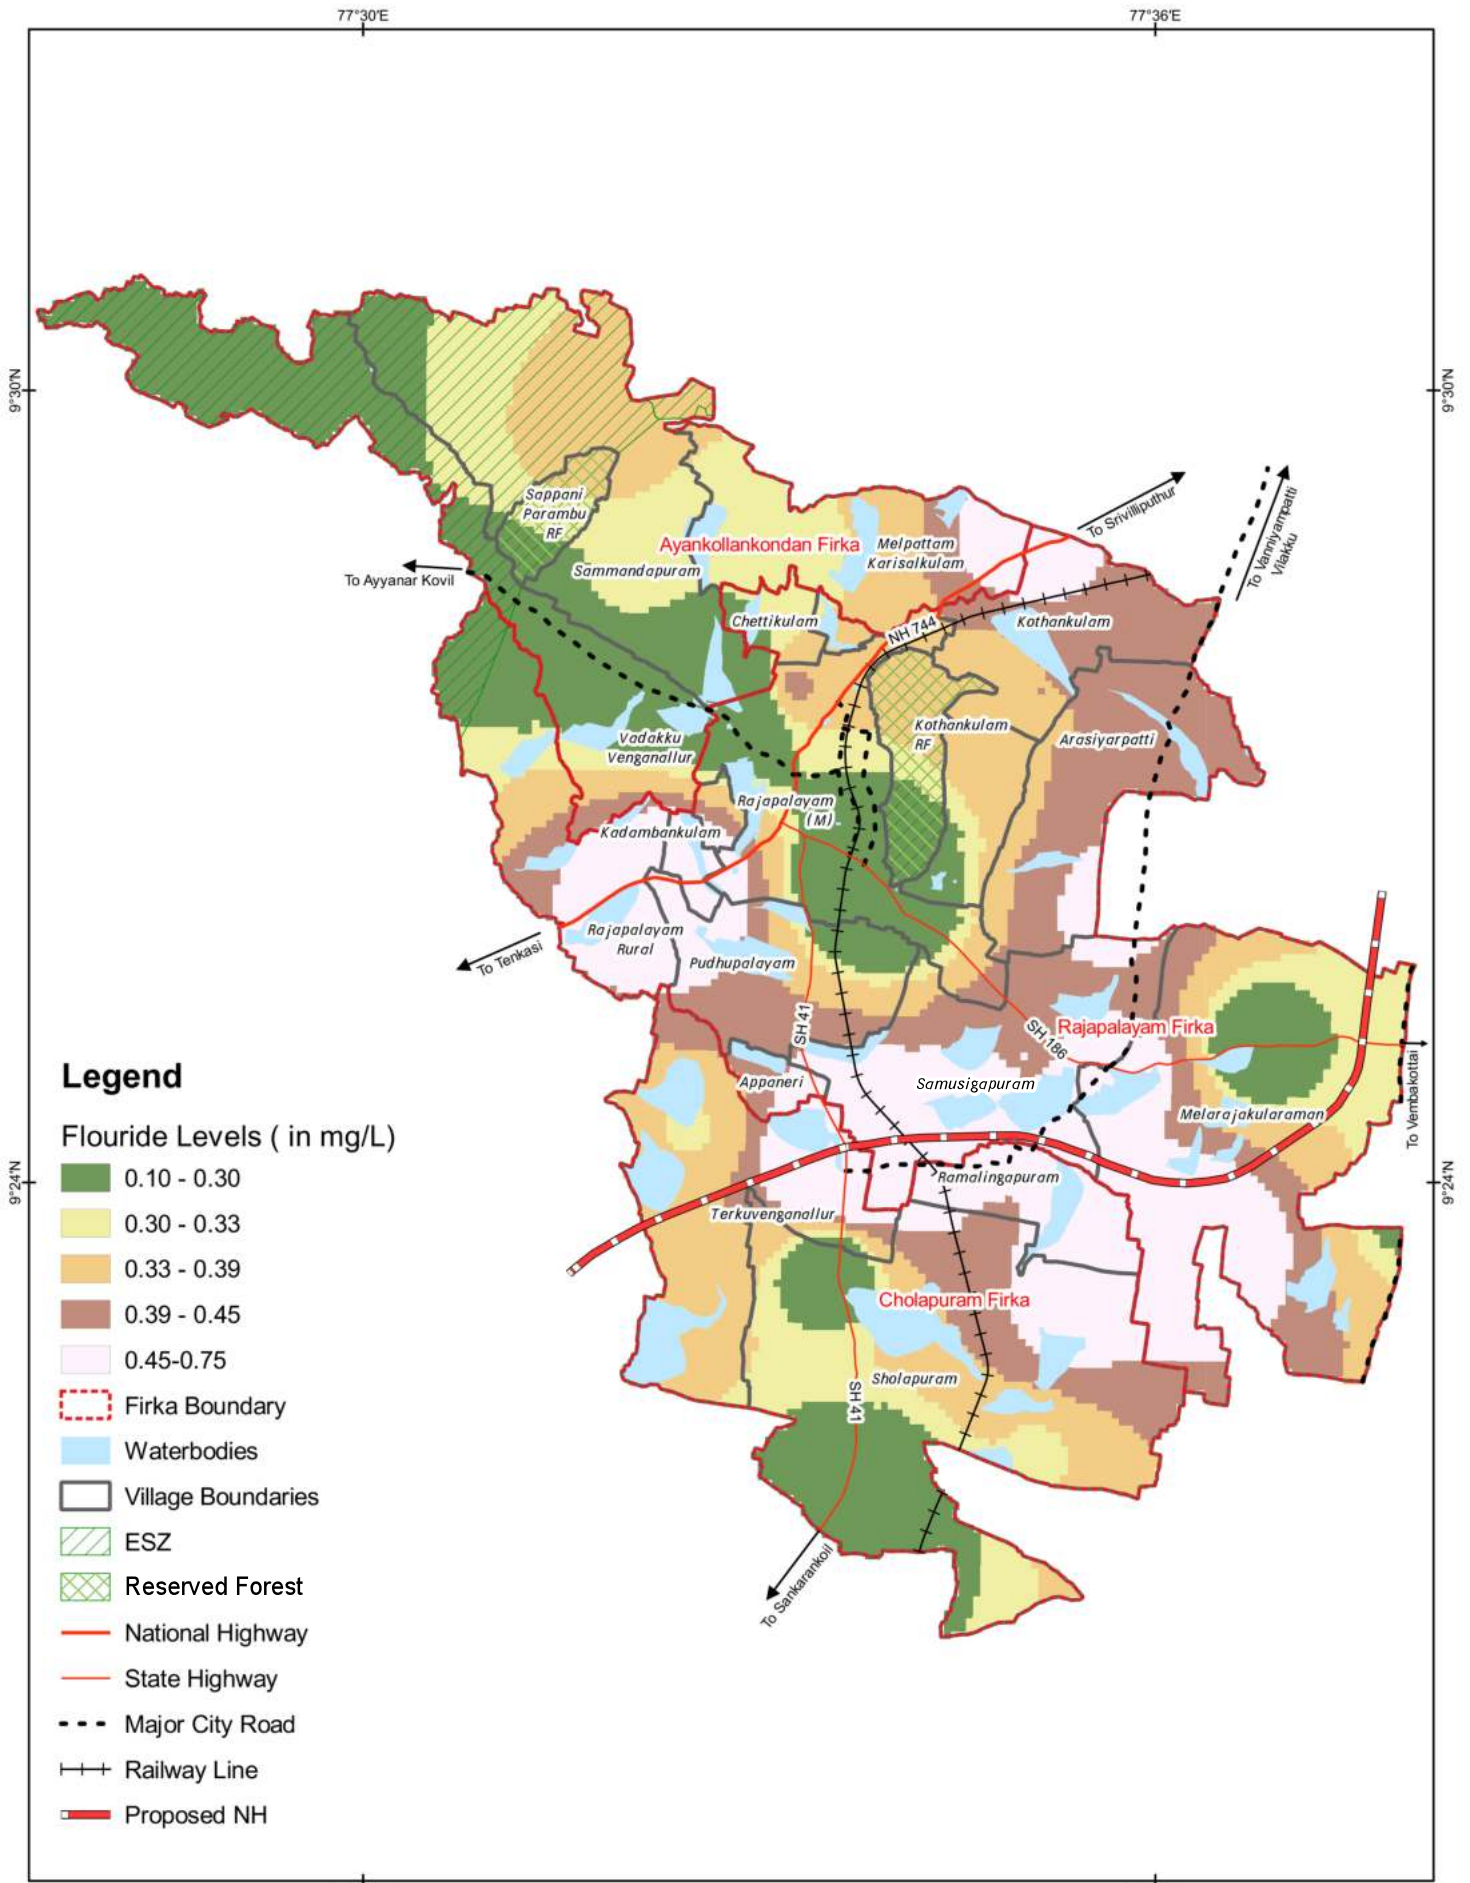 77°30'E
77°36'E
9°30'N
9°30'N
Sappani
Parambu
RF
To Srivilliputhur
To Vanniyampatti
Vilakku
Ayankollankondan Firka
Melpattam
Karisalkulam
To Ayyanar Kovil
Sammandapuram
Chettikulam
NH 744
Kothankulam
Kothankulam
RF
Arasiyarpatti
Vadakku
Venganallur
Rajapalayam
(M)
Kadambankulam
Rajapalayam
Rural
To Tenkasi
Pudhupalayam
SH 41
SH 186
Rajapalayam Firka
Appaneri
Samusigapuram
Melarajakularaman
To Vembakottai
9°24'N
9°24'N
Ramalingapuram
Terkuvenganallur
Cholapuram Firka
Sholapuram
SH 41
To Sankarankoil
Legend
Flouride Levels ( in mg/L)
0.10 - 0.30
0.30 - 0.33
0.33 - 0.39
0.39 - 0.45
0.45-0.75
Firka Boundary
Waterbodies
Village Boundaries
ESZ
Reserved Forest
National Highway
State Highway
Major City Road
Railway Line
Proposed NH